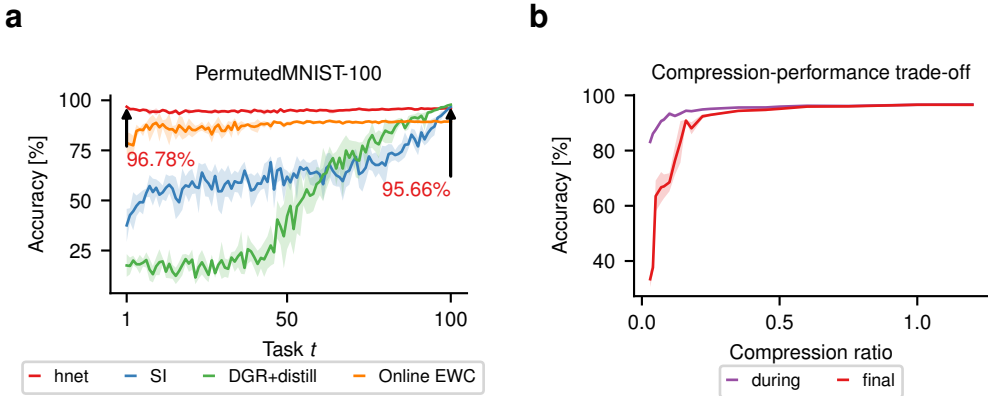 a
PermutedMNIST-100
100
75
50
25
Accuracy [%]
96.78%
95.66%
1
50
100
Task t
hnet
SI
DGR+distill
Online EWC
b
Compression-performance trade-off
100
80
60
40
Accuracy [%]
0.0
0.5
1.0
Compression ratio
during
final